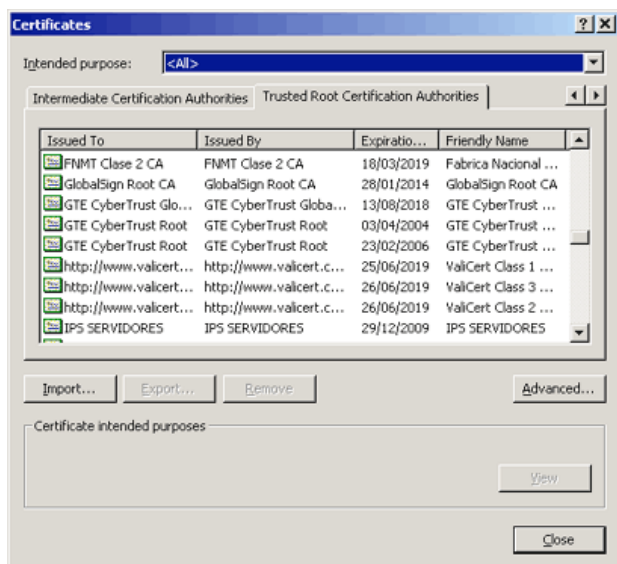 Certificates
Intended purpose: <All>
Intermediate Certification Authorities Trusted Root Certification Authorities
Issued To Issued By Expiratio... Friendly Name
FNMT Clase 2 CA FNMT Clase 2 CA 18/03/2019 Fabrica Nacional ...
GlobalSign Root CA GlobalSign Root CA 28/01/2014 GlobalSign Root CA
GTE CyberTrust Glo... GTE CyberTrust Globa... 13/08/2018 GTE CyberTrust ...
GTE CyberTrust Root GTE CyberTrust Root 03/04/2004 GTE CyberTrust ...
GTE CyberTrust Root GTE CyberTrust Root 23/02/2006 GTE CyberTrust ...
http://www.valicert... http://www.valicert.c... 25/06/2019 ValiCert Class 1 ...
http://www.valicert... http://www.valicert.c... 26/06/2019 ValiCert Class 3 ...
http://www.valicert... http://www.valicert.c... 26/06/2019 ValiCert Class 2 ...
IPS SERVIDORES IPS SERVIDORES 29/12/2009 IPS SERVIDORES
Import... Export... Remove Advanced...
Certificate intended purposes
View
Close